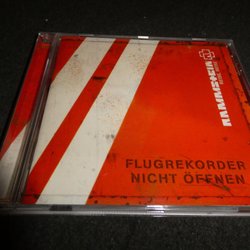 RAMMSTEIN
FLUGREKORDER
NICHT ÖFFNEN